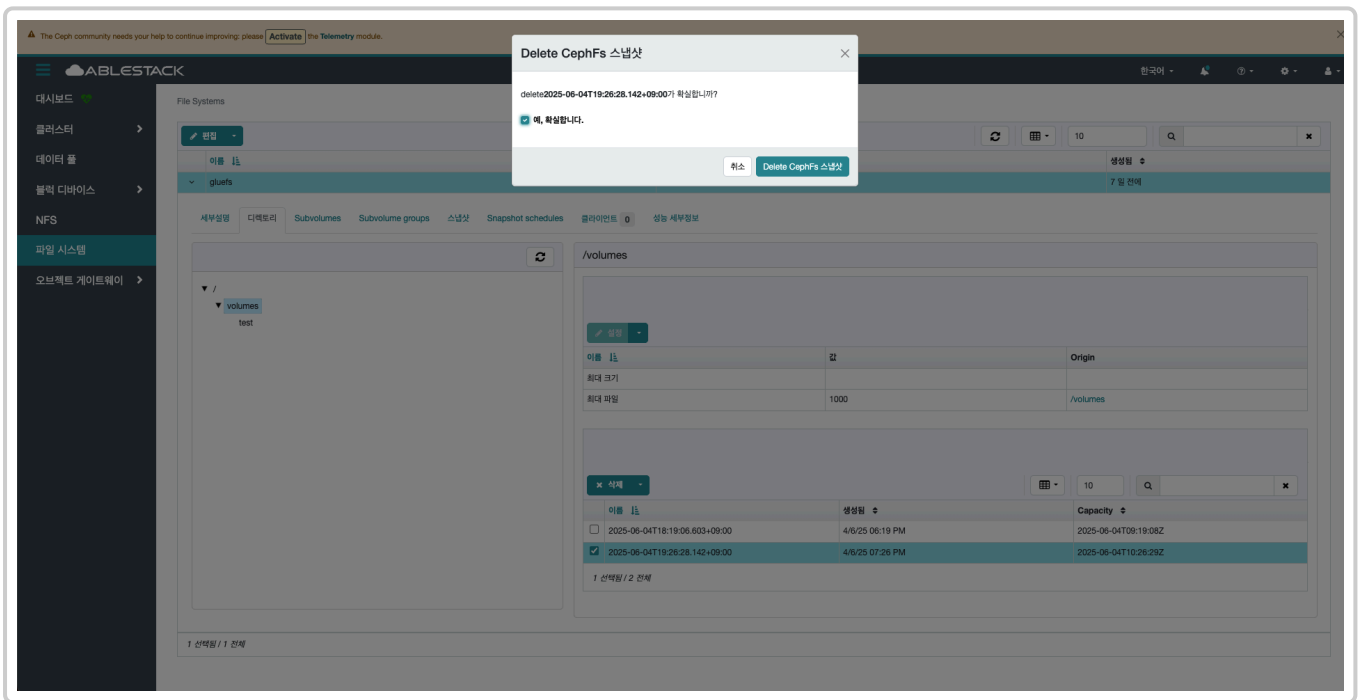 The Ceph community needs your help to continue improving: please Activate the Telemetry module.
ABLESTACK
한국어
대시보드
클러스터
데이터 풀
블럭 디바이스
NFS
파일 시스템
오브젝트 게이트웨이
Delete CephFs 스냅샷
delete2025-06-04T19:26:28.142+09:00가 확실합니까?
예, 확실합니다.
취소 Delete CephFs 스냅샷
File Systems
편집 10
이름 생성됨
gluefs 7 일 전에
세부설명 디렉토리 Subvolumes Subvolume groups 스냅샷 Snapshot schedules 클라이언트 0 성능 세부정보
/
volumes
test
/volumes
설정
이름 값 Origin
최대 크기
최대 파일 1000 /volumes
삭제 10
이름 생성됨 Capacity
2025-06-04T18:19:06.603+09:00 4/6/25 06:19 PM 2025-06-04T09:19:08Z
2025-06-04T19:26:28.142+09:00 4/6/25 07:26 PM 2025-06-04T10:26:29Z
1 선택됨 / 2 전체
1 선택됨 / 1 전체